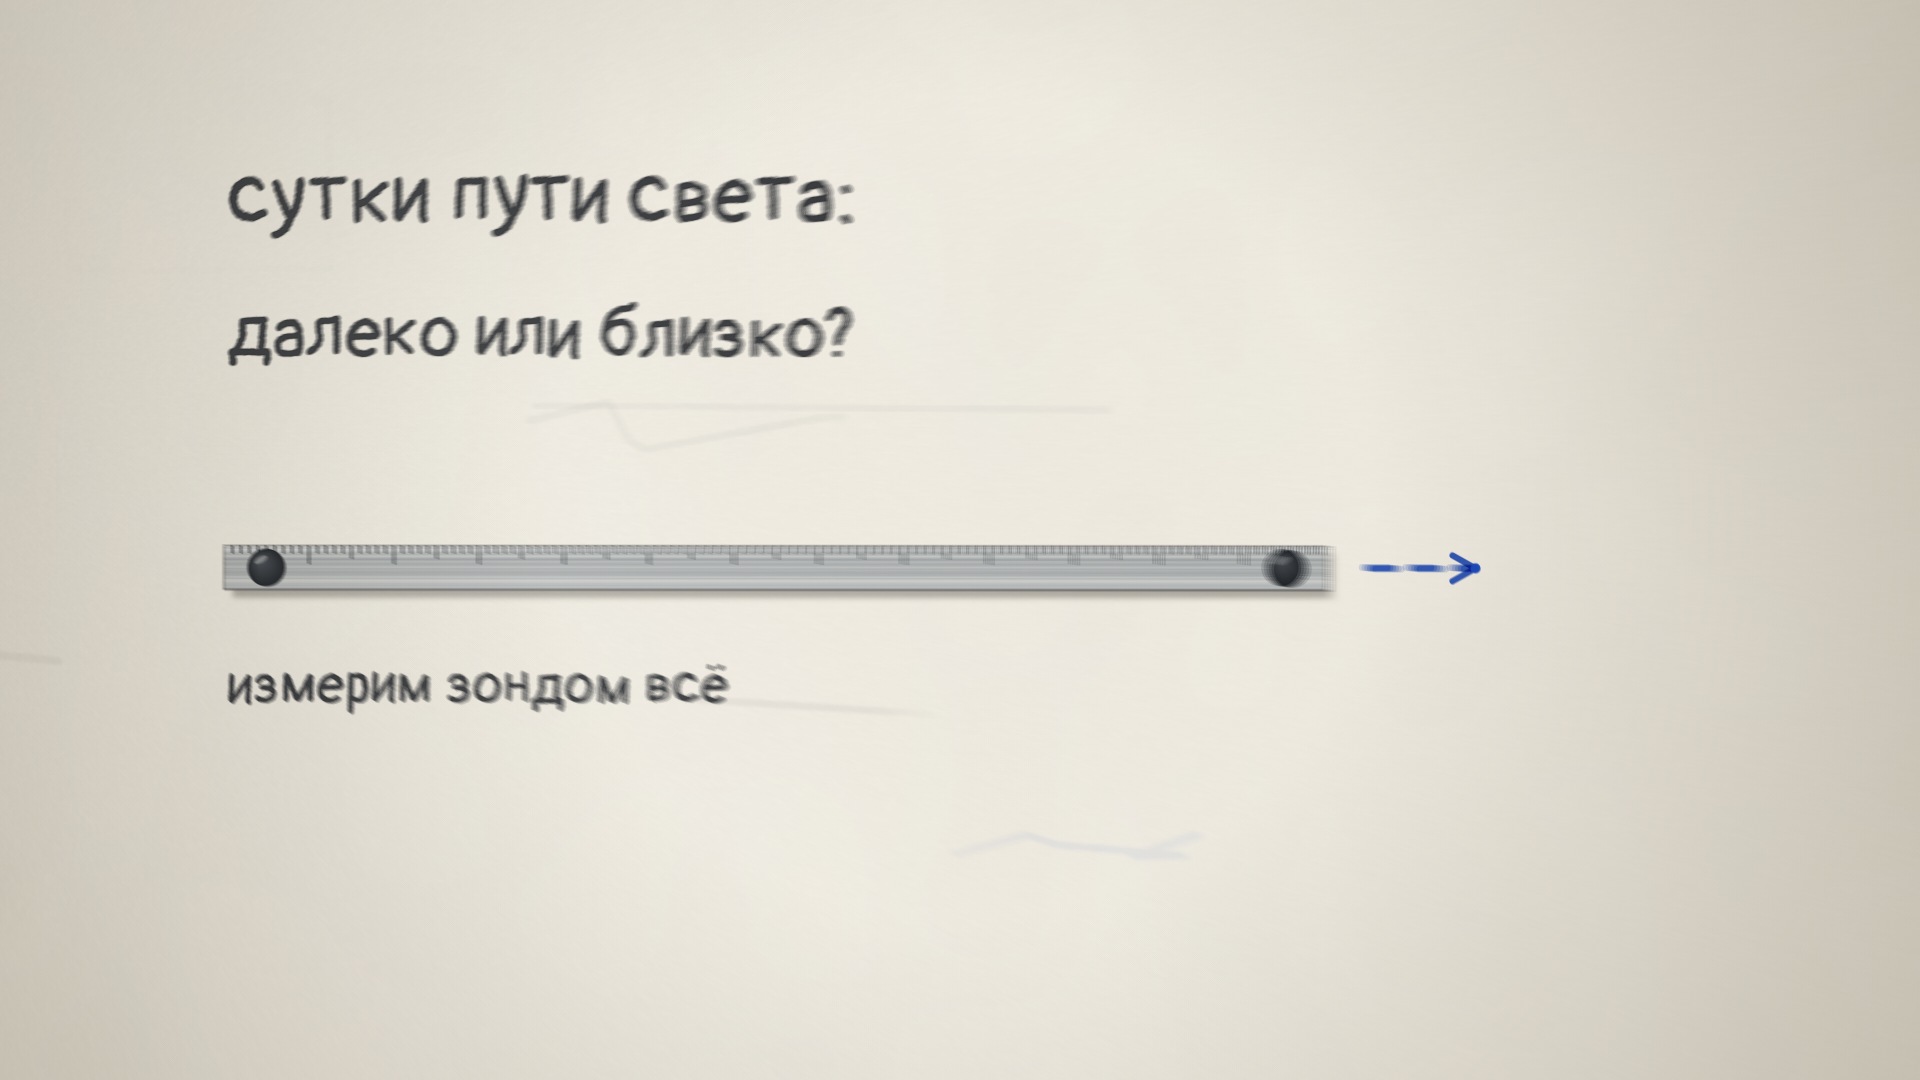 сутки пути света:
далеко или близко?
измерим зондом всё